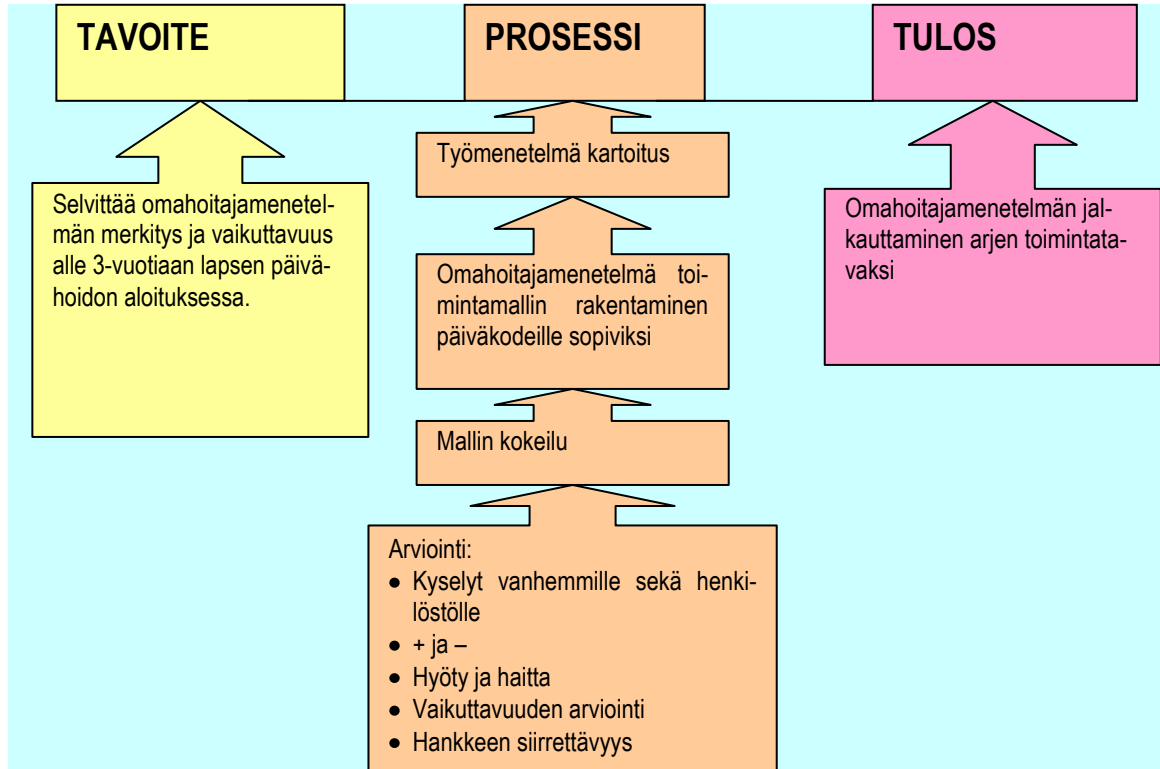 TAVOITE
Selvittää omahoitajamenetel-
män merkitys ja vaikuttavuus
alle 3-vuotiaan lapsen päivä-
hoidon aloituksessa.
PROSESSI
Työmenetelmä kartoitus
Omahoitajamenetelmä toi-
mintamallin rakentaminen
päiväkodeille sopiviksi
Mallin kokeilu
Arviointi:
• Kyselyt vanhemmille sekä henki-
löstölle
• + ja –
• Hyöty ja haitta
• Vaikuttavuuden arviointi
• Hankkeen siirrettävyys
TULOS
Omahoitajamenetelmän jal-
kauttaminen arjen toimintata-
vaksi